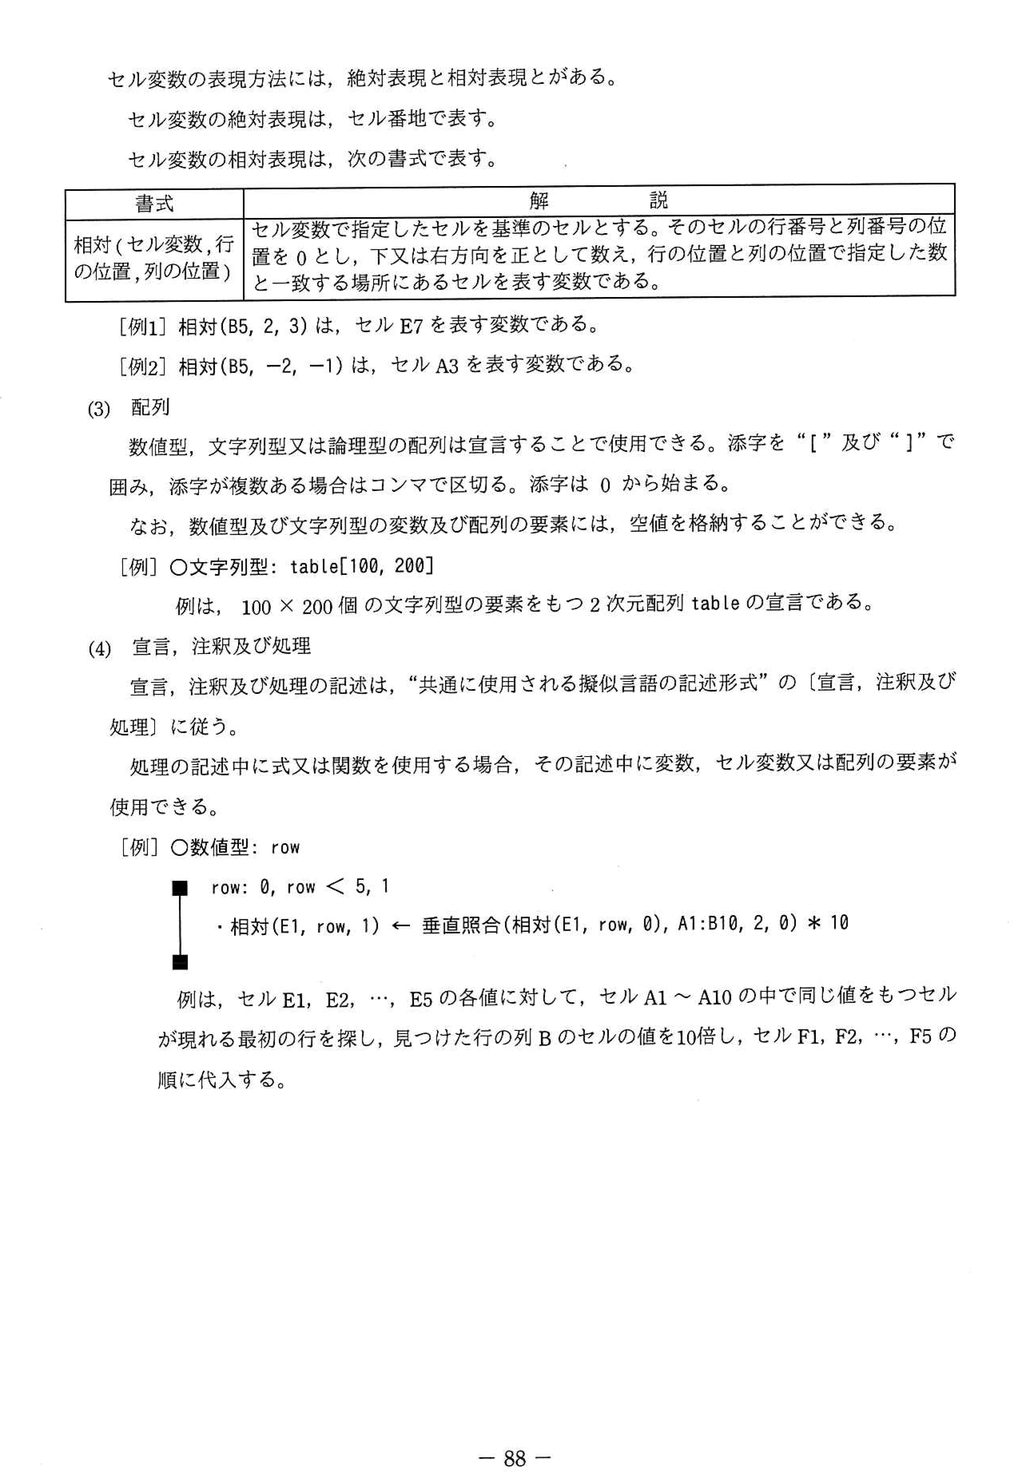 セル変数の表現方法には，絶対表現と相対表現とがある。
セル変数の絶対表現は，セル番地で表す。
セル変数の相対表現は，次の書式で表す。
書式
解　　　説
相対(セル変数,行
の位置,列の位置)
セル変数で指定したセルを基準のセルとする。そのセルの行番号と列番号の位
置を 0 とし，下又は右方向を正として数え，行の位置と列の位置で指定した数
と一致する場所にあるセルを表す変数である。
［例1］相対(B5, 2, 3) は，セル E7 を表す変数である。
［例2］相対(B5, −2, −1) は，セル A3 を表す変数である。
(3)　配列
数値型，文字列型又は論理型の配列は宣言することで使用できる。添字を “[” 及び “]” で
囲み，添字が複数ある場合はコンマで区切る。添字は 0 から始まる。
なお，数値型及び文字列型の変数及び配列の要素には，空値を格納することができる。
［例］○文字列型: table[100, 200]
例は，100 × 200 個 の文字列型の要素をもつ 2 次元配列 table の宣言である。
(4)　宣言，注釈及び処理
宣言，注釈及び処理の記述は，“共通に使用される擬似言語の記述形式” の〔宣言，注釈及び
処理〕に従う。
処理の記述中に式又は関数を使用する場合，その記述中に変数，セル変数又は配列の要素が
使用できる。
［例］○数値型: row
■ row: 0, row < 5, 1
・相対(E1, row, 1) ← 垂直照合(相対(E1, row, 0), A1:B10, 2, 0) * 10
■
例は，セル E1，E2，…，E5 の各値に対して，セル A1 ～ A10 の中で同じ値をもつセル
が現れる最初の行を探し，見つけた行の列 B のセルの値を10倍し，セル F1，F2，…，F5 の
順に代入する。
− 88 −